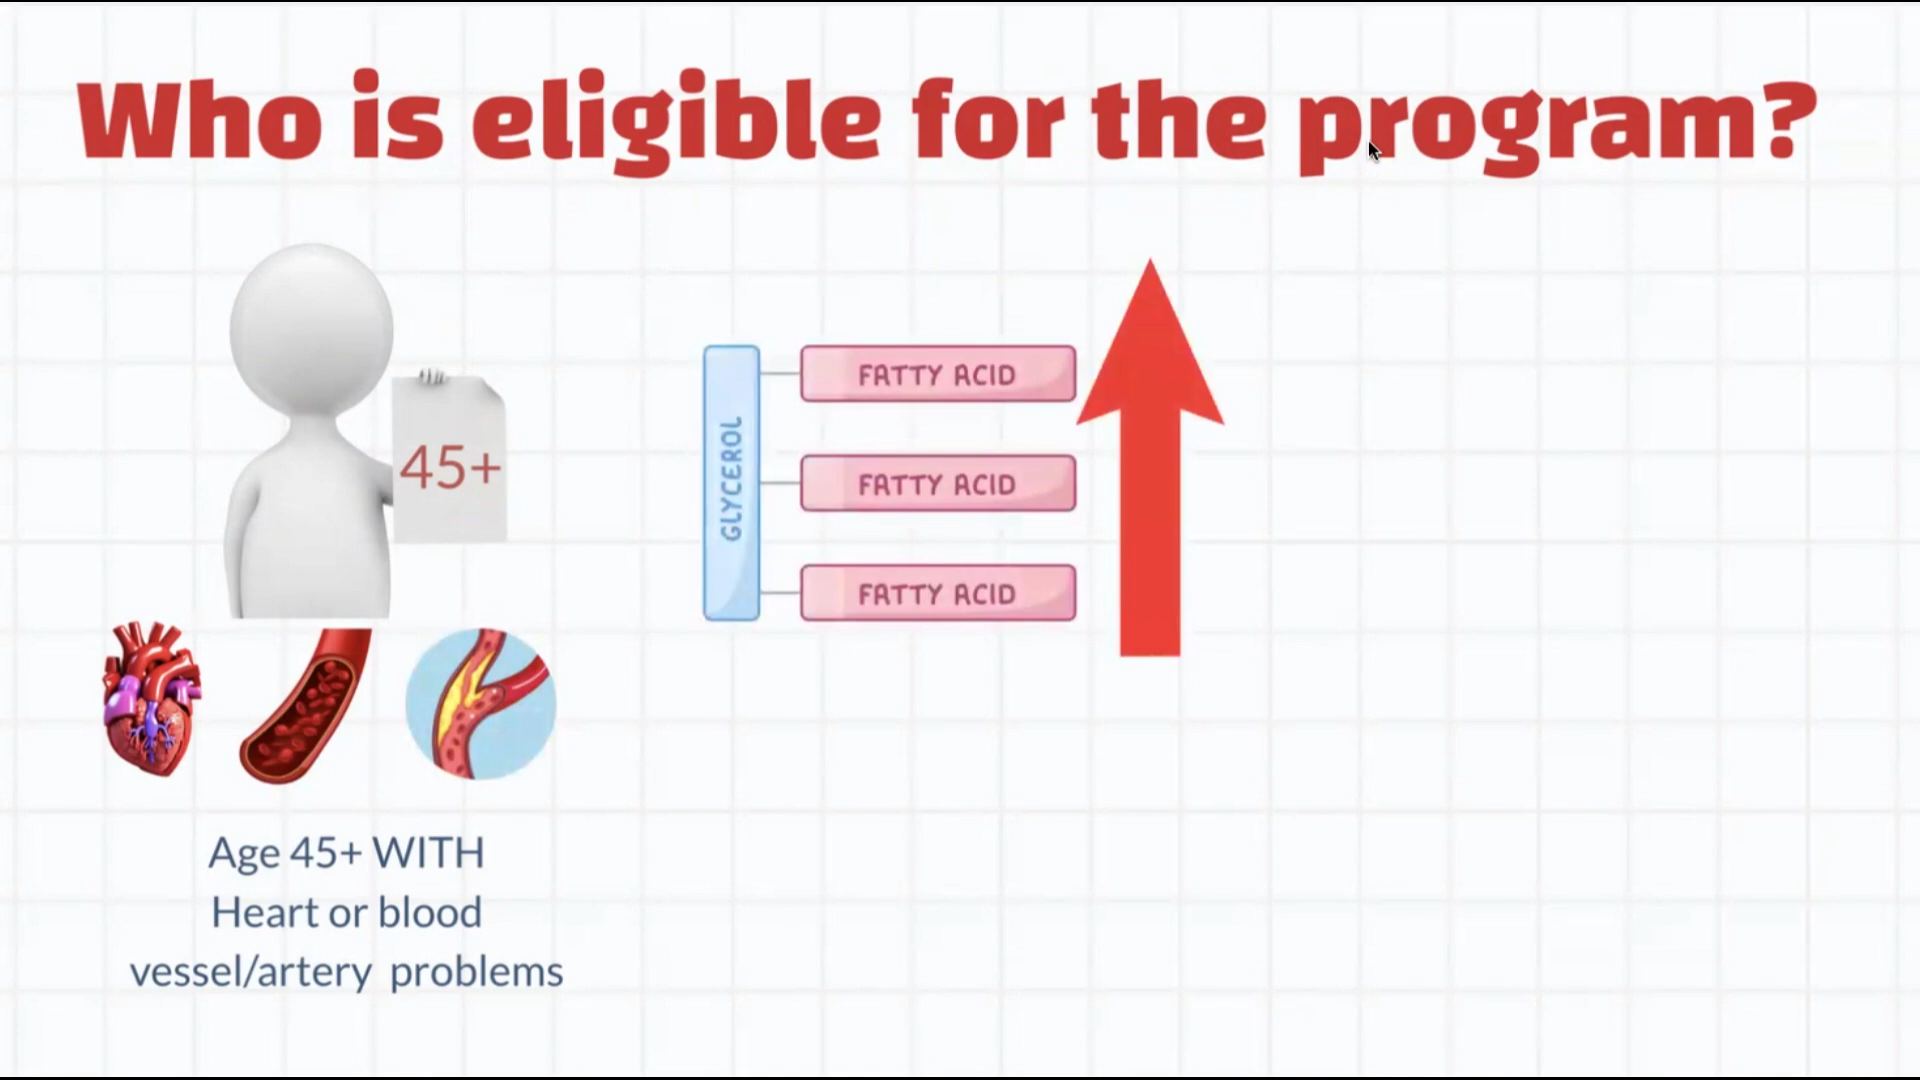 Who is eligible for the program?
45+
GLYCEROL
FATTY ACID
FATTY ACID
FATTY ACID
Age 45+ WITH
Heart or blood
vessel/artery problems